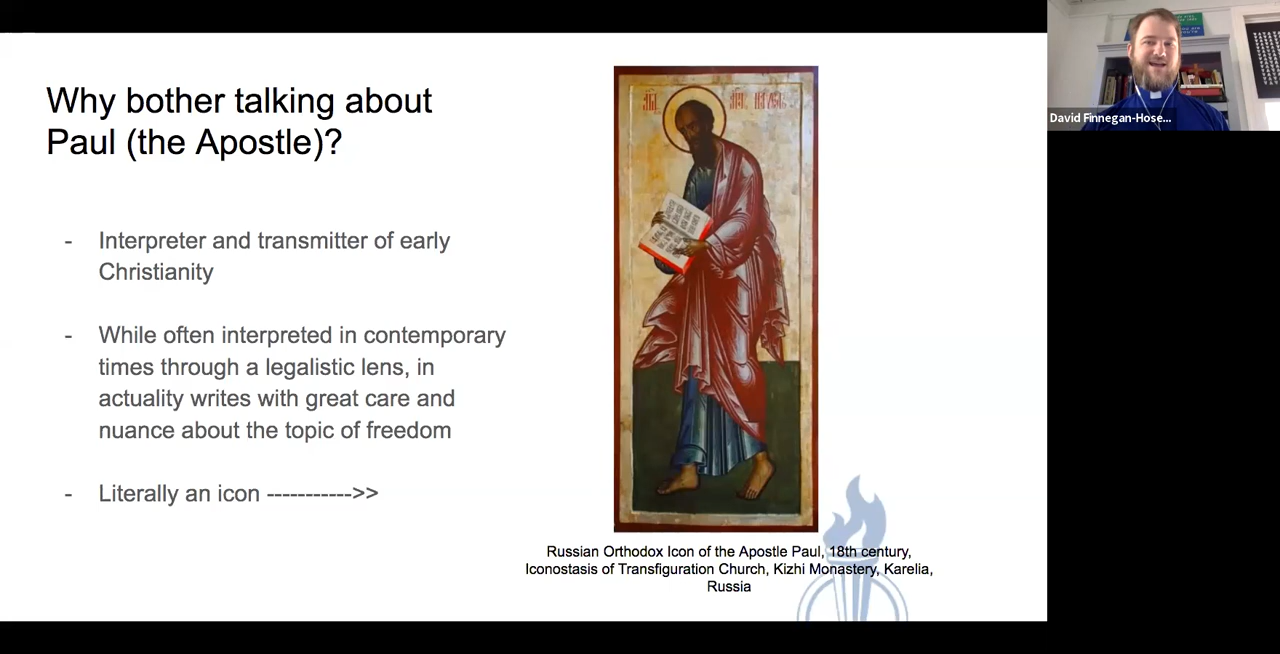 Why bother talking about
Paul (the Apostle)?
- Interpreter and transmitter of early
Christianity
- While often interpreted in contemporary
times through a legalistic lens, in
actuality writes with great care and
nuance about the topic of freedom
- Literally an icon ----------->>
Russian Orthodox Icon of the Apostle Paul, 18th century,
Iconostasis of Transfiguration Church, Kizhi Monastery, Karelia,
Russia
David Finnegan-Hose...